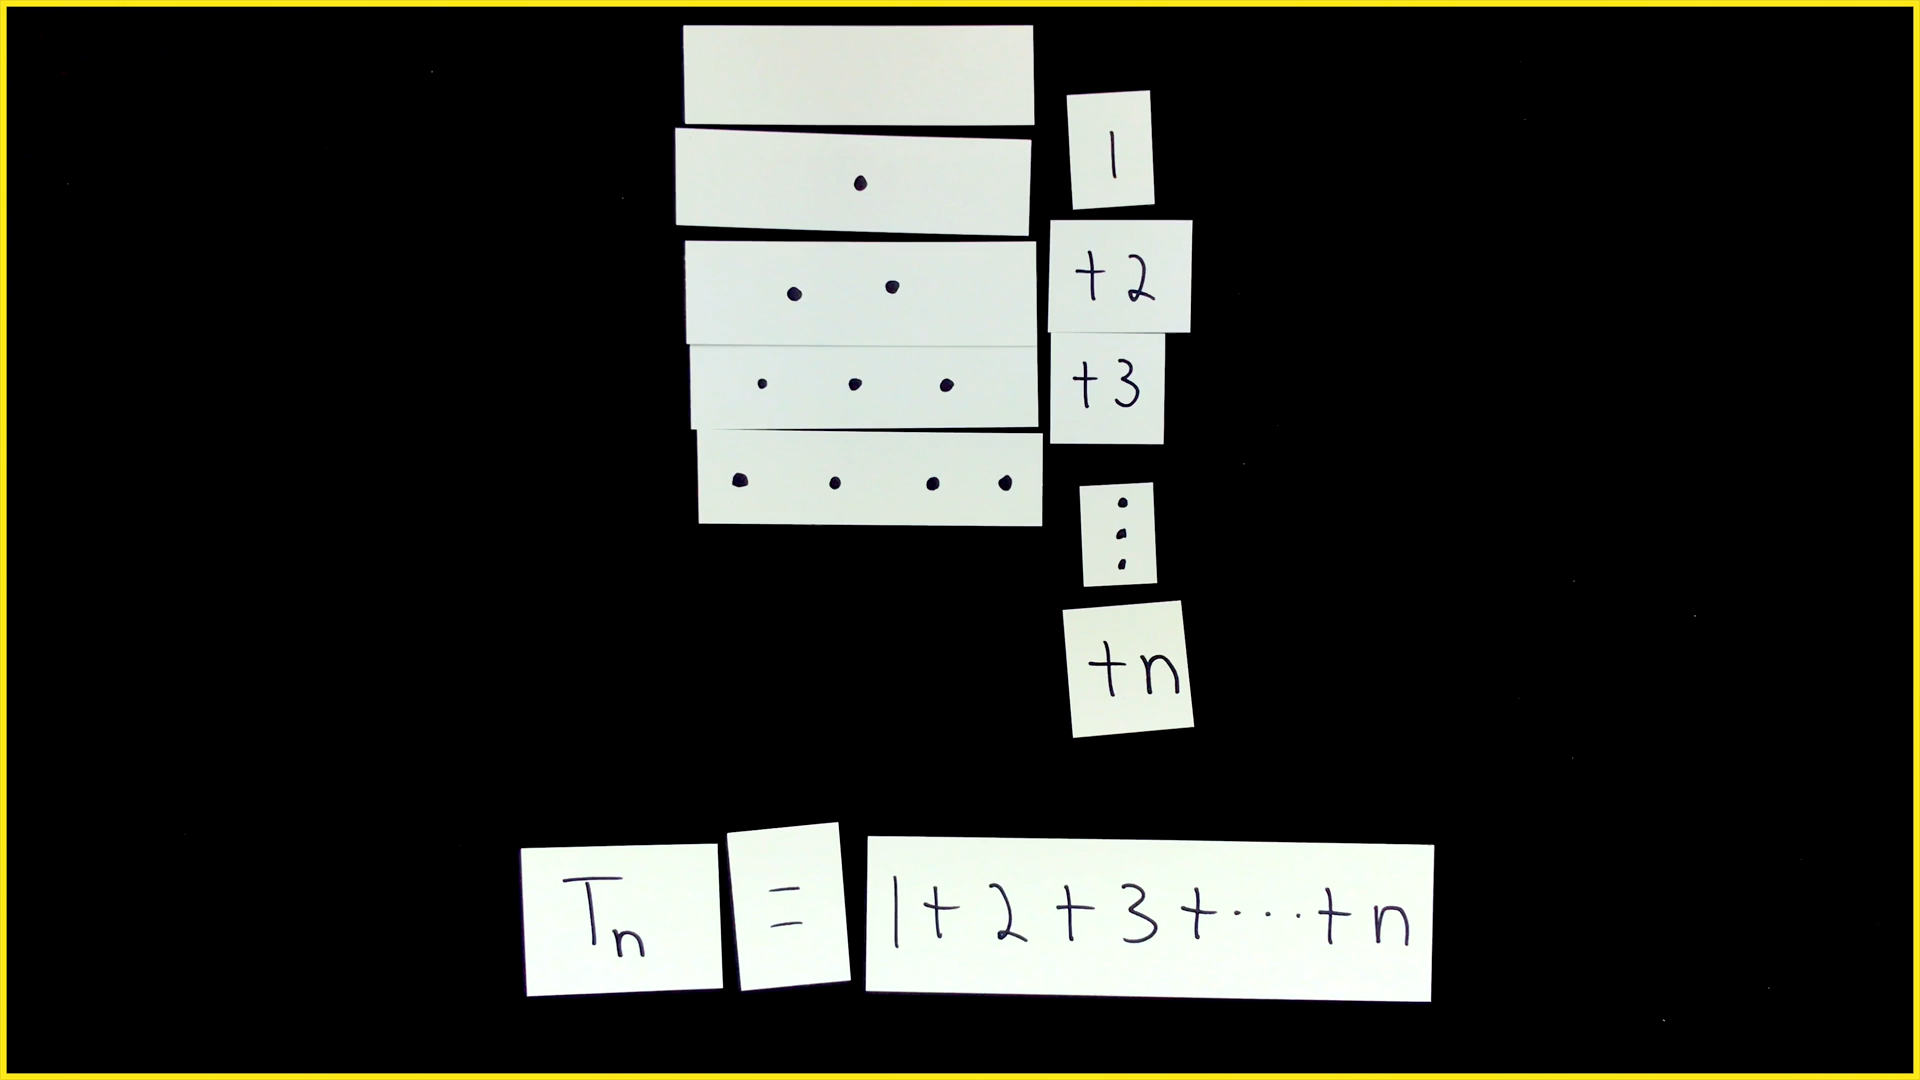 1
+2
+3
⋮
+n
Tn = 1+2+3+⋯+n